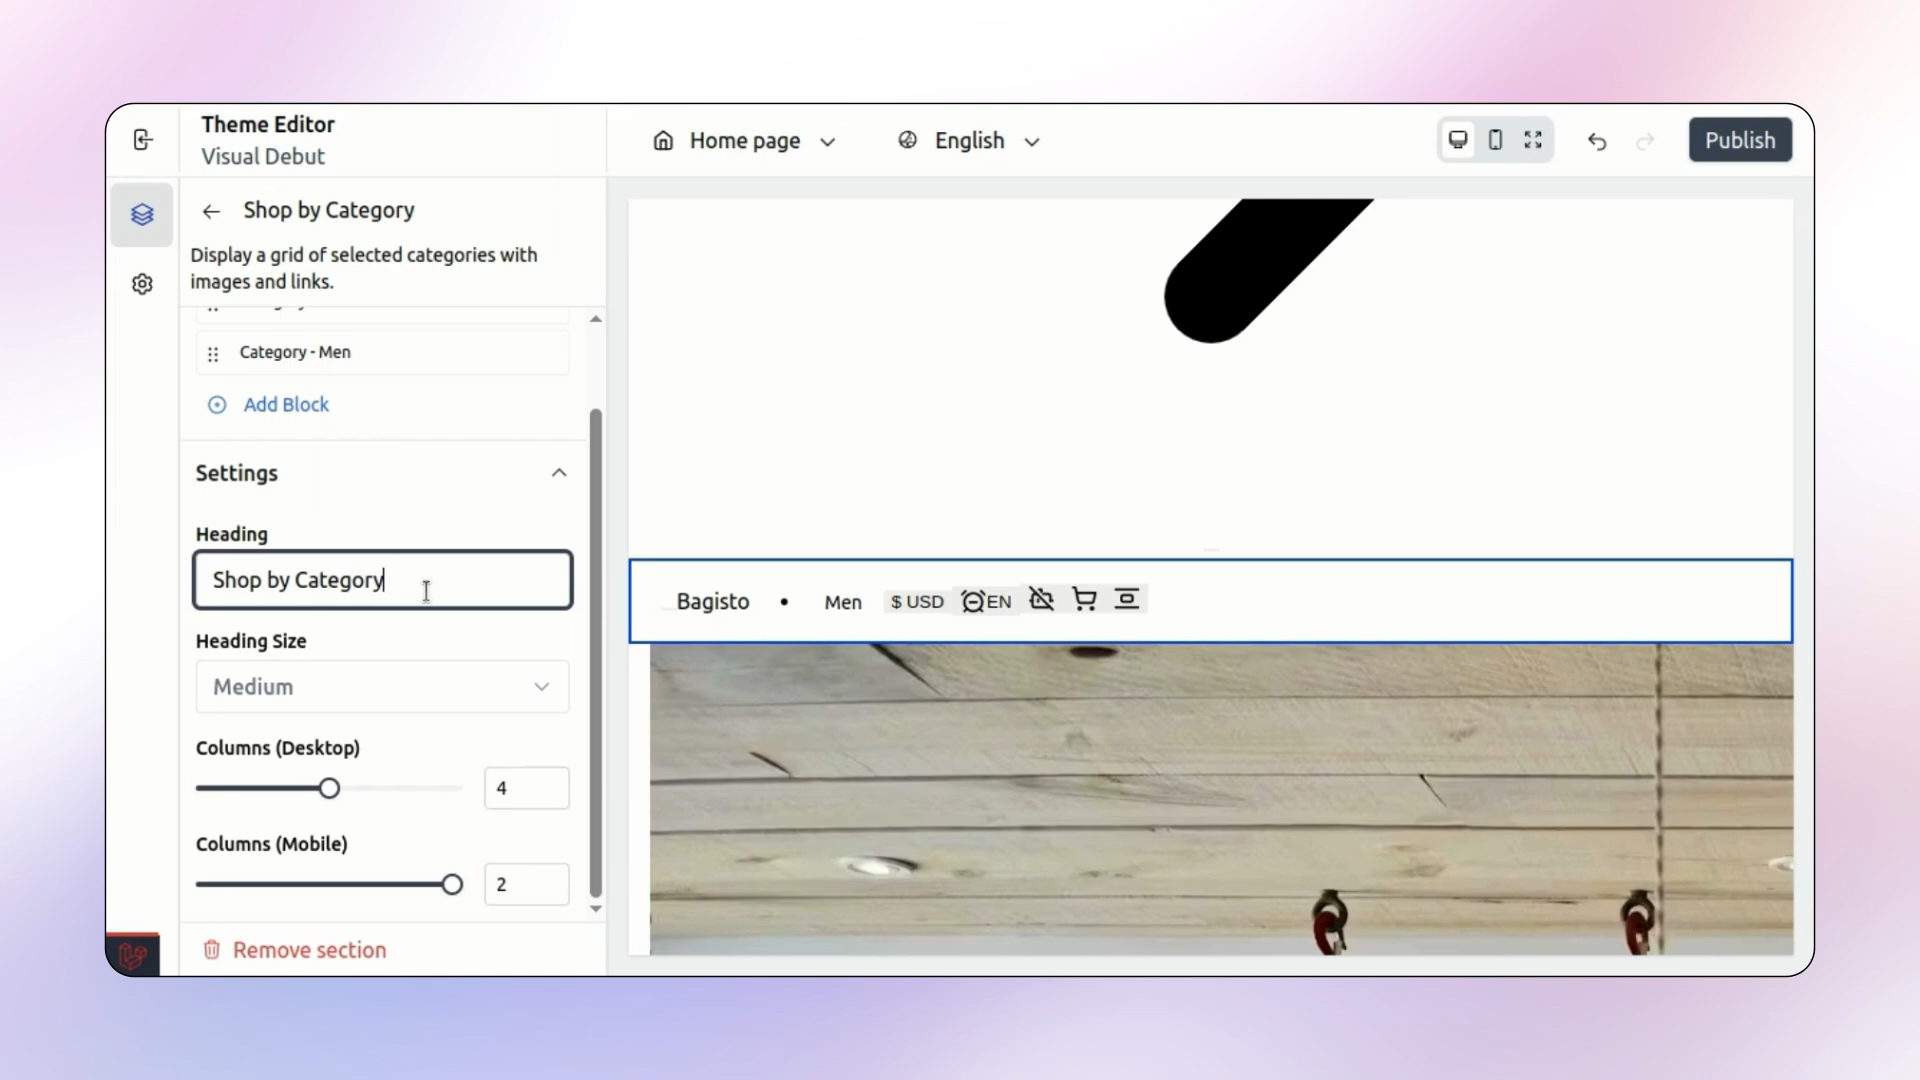 Theme Editor
Visual Debut
Home page
English
Publish
Shop by Category
Display a grid of selected categories with
images and links.
Category - Men
Add Block
Settings
Heading
Shop by Category
Heading Size
Medium
Columns (Desktop)
4
Columns (Mobile)
2
Remove section
Bagisto • Men $ USD EN